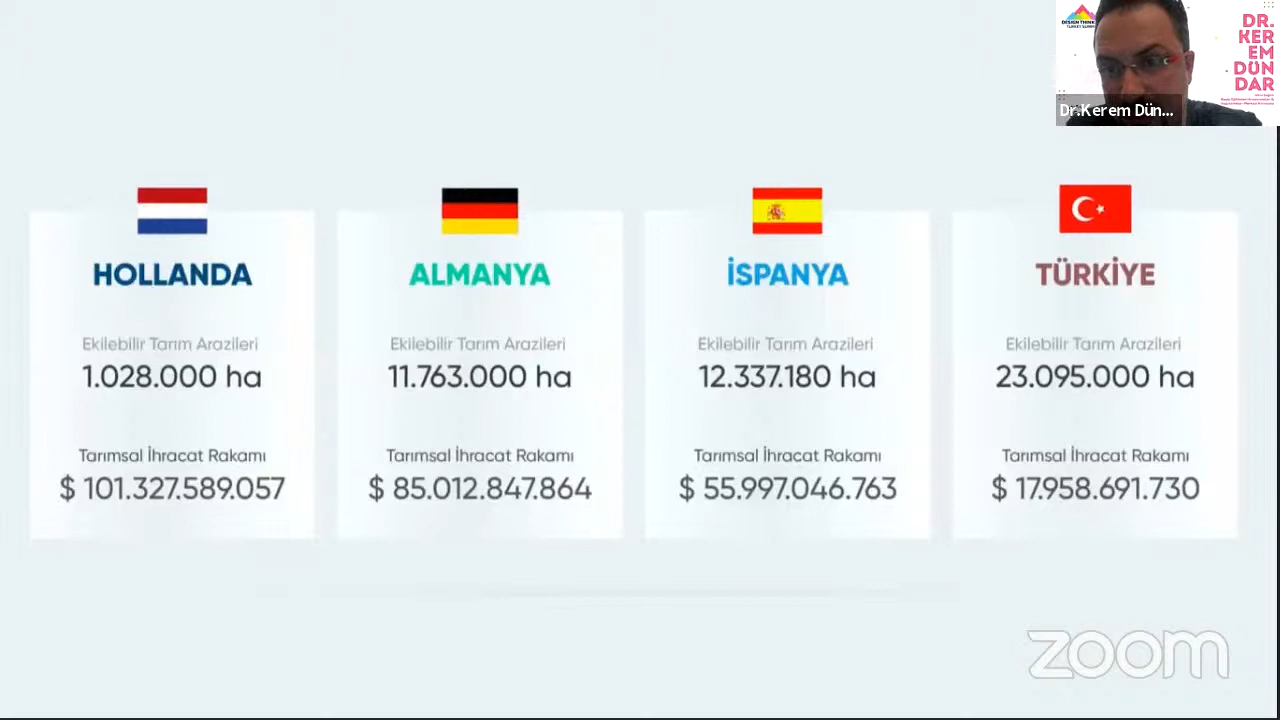 DESIGN THINK
DR.
KER
EM
DÜN
DAR
Dr.Kerem Dün...
HOLLANDA
Ekilebilir Tarım Arazileri
1.028.000 ha
Tarımsal İhracat Rakamı
$ 101.327.589.057
ALMANYA
Ekilebilir Tarım Arazileri
11.763.000 ha
Tarımsal İhracat Rakamı
$ 85.012.847.864
İSPANYA
Ekilebilir Tarım Arazileri
12.337.180 ha
Tarımsal İhracat Rakamı
$ 55.997.046.763
TÜRKİYE
Ekilebilir Tarım Arazileri
23.095.000 ha
Tarımsal İhracat Rakamı
$ 17.958.691.730
zoom